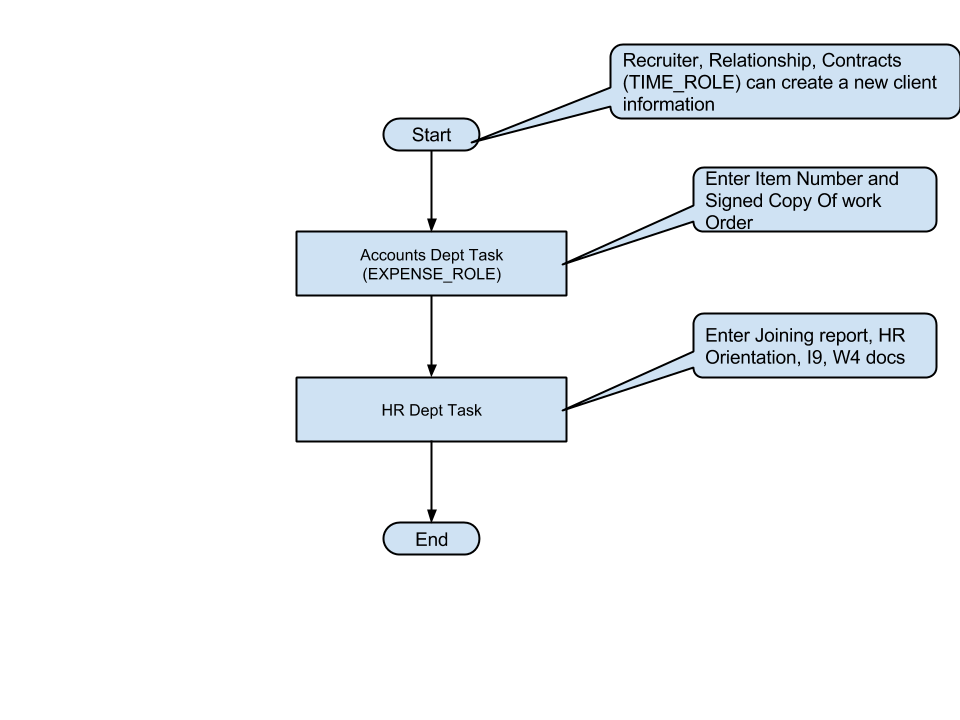 Recruiter, Relationship, Contracts
(TIME_ROLE) can create a new client
information
Start
Enter Item Number and
Signed Copy Of work
Order
Accounts Dept Task
(EXPENSE_ROLE)
Enter Joining report, HR
Orientation, I9, W4 docs
HR Dept Task
End